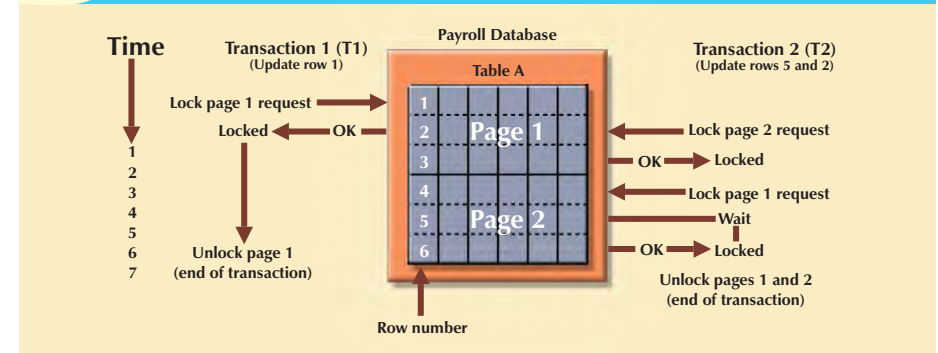 Time
1
2
3
4
5
6
7
Transaction 1 (T1)
(Update row 1)
Lock page 1 request
Locked
OK
Unlock page 1
(end of transaction)
Payroll Database
Table A
1
2
3
4
5
6
Page 1
Page 2
Row number
Transaction 2 (T2)
(Update rows 5 and 2)
Lock page 2 request
OK
Locked
Lock page 1 request
Wait
OK
Locked
Unlock pages 1 and 2
(end of transaction)